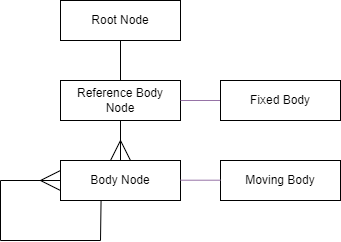 Root Node
Reference Body
Node
Fixed Body
Body Node
Moving Body